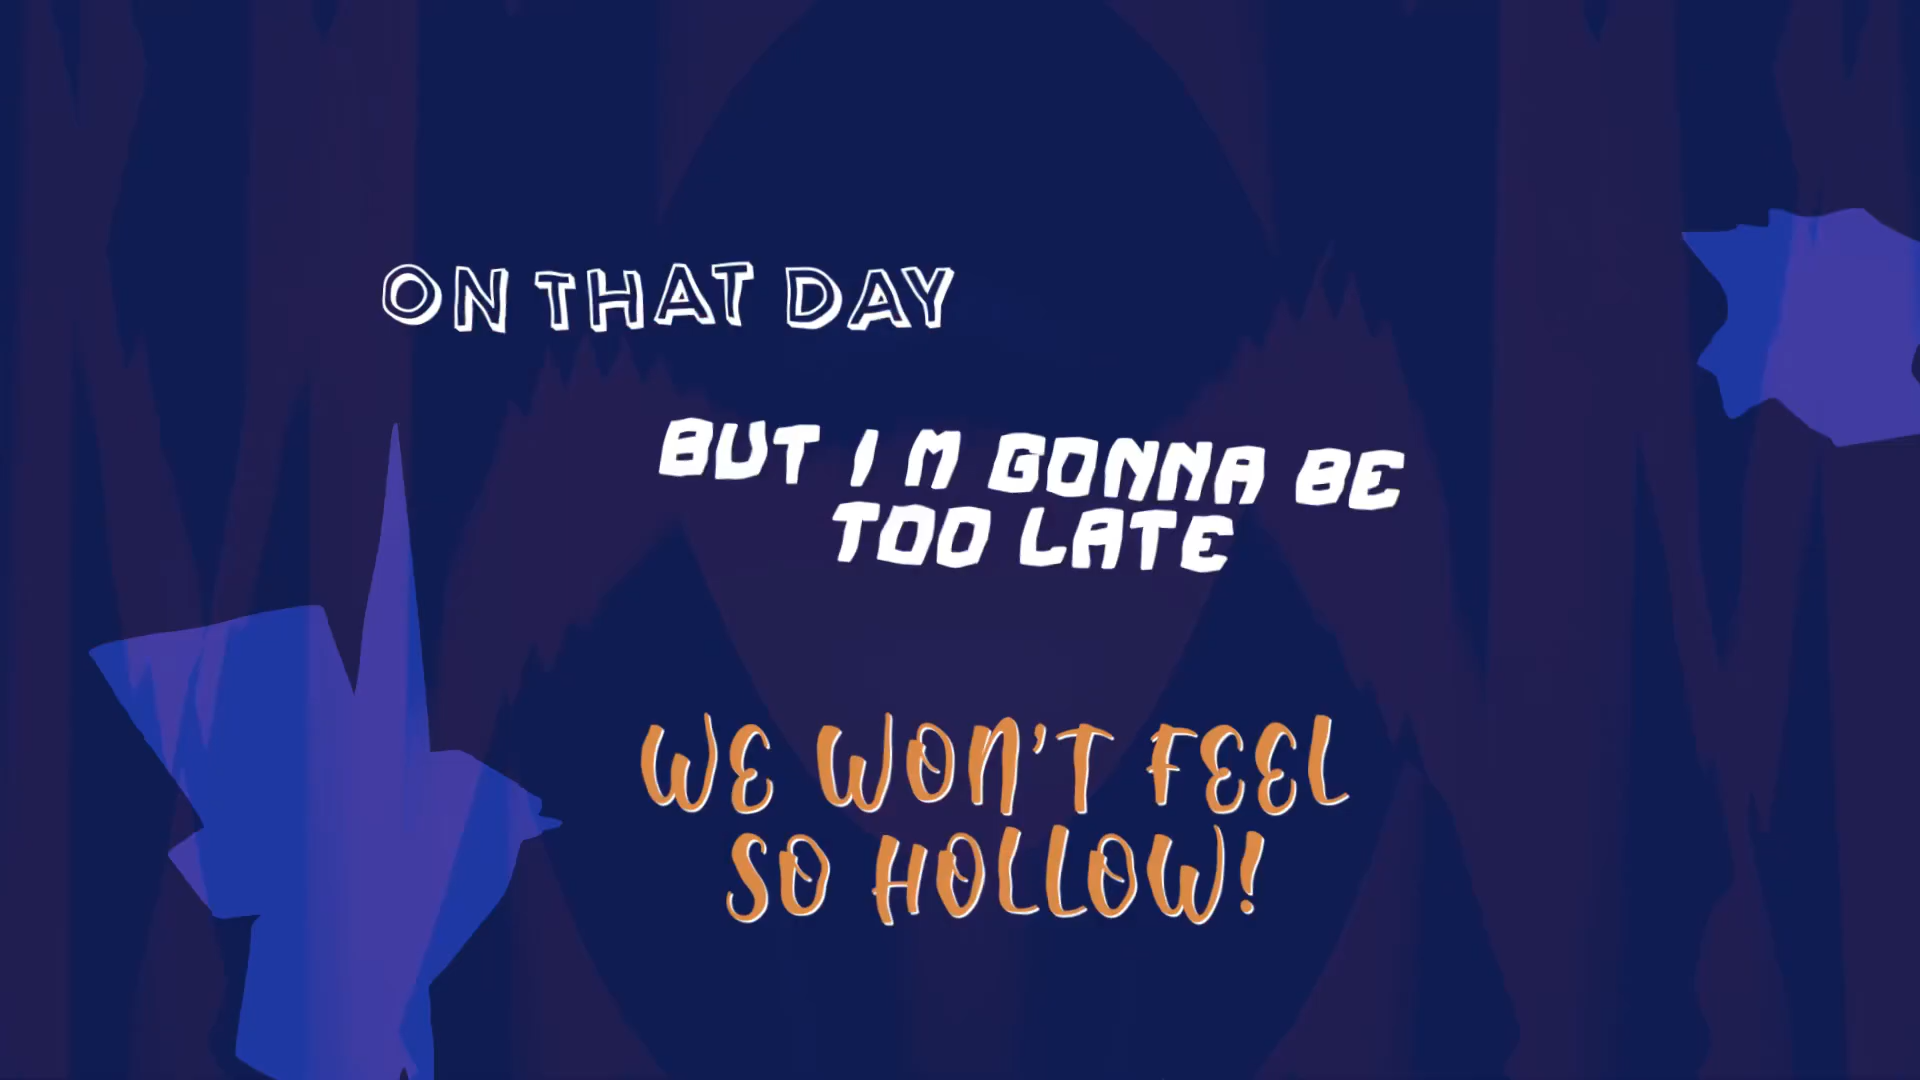 ON THAT DAY
BUT I M GONNA BE
TOO LATE
WE WON'T FEEL
SO HOLLOW!